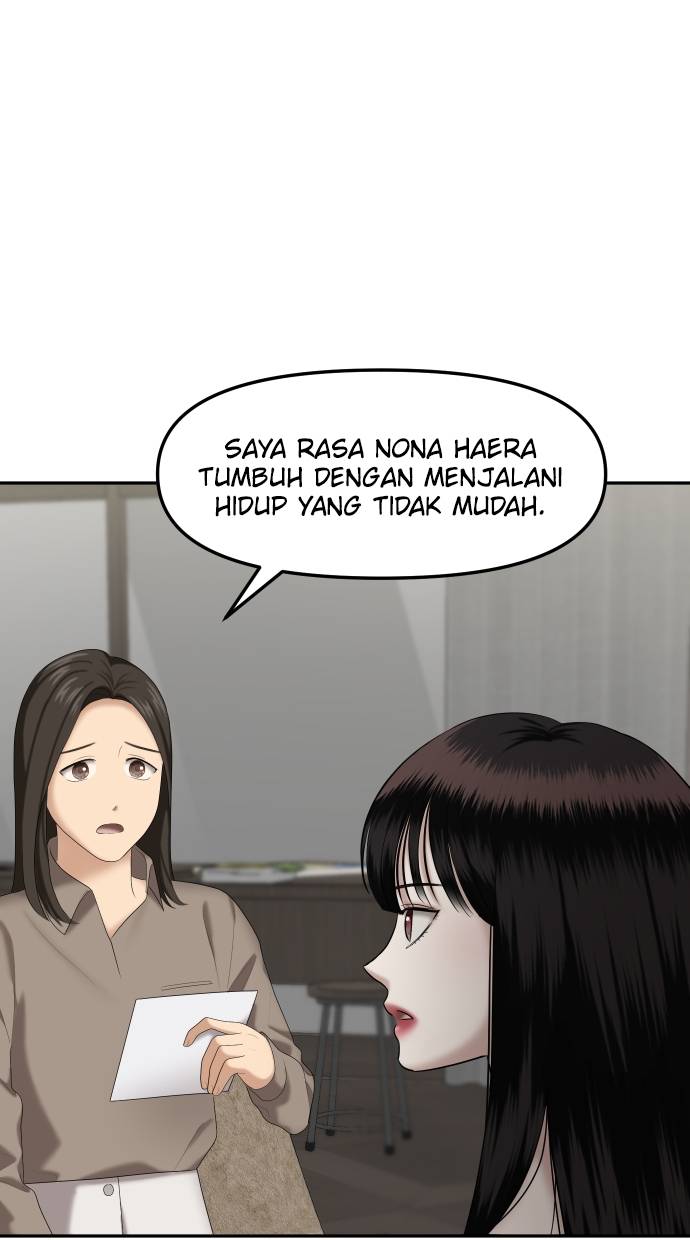 SAYA RASA NONA HAERA
TUMBUH DENGAN MENJALANI
HIDUP YANG TIDAK MUDAH.